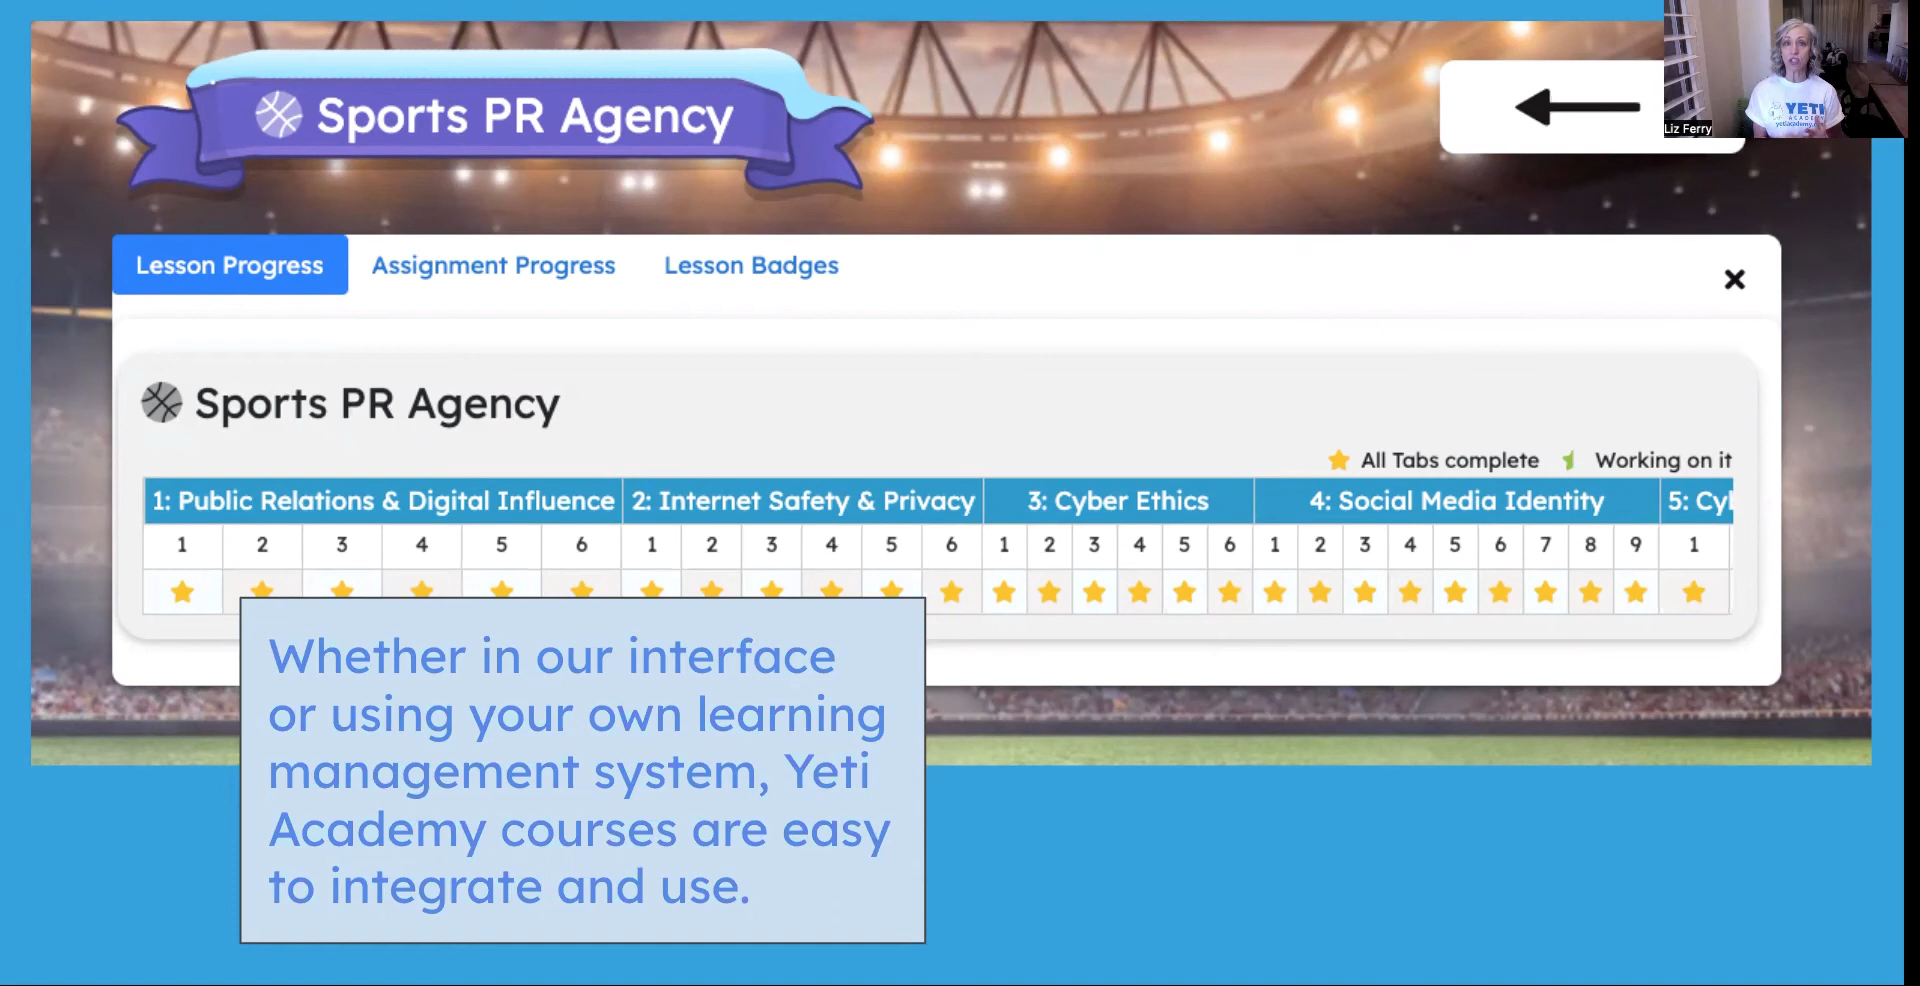 Sports PR Agency
YETI
ACADEMY
Liz Ferry
Lesson Progress Assignment Progress Lesson Badges
Sports PR Agency
All Tabs complete Working on it
1: Public Relations & Digital Influence 2: Internet Safety & Privacy 3: Cyber Ethics 4: Social Media Identity 5: Cyl
1 2 3 4 5 6 1 2 3 4 5 6 1 2 3 4 5 6 1 2 3 4 5 6 7 8 9 1
Whether in our interface
or using your own learning
management system, Yeti
Academy courses are easy
to integrate and use.